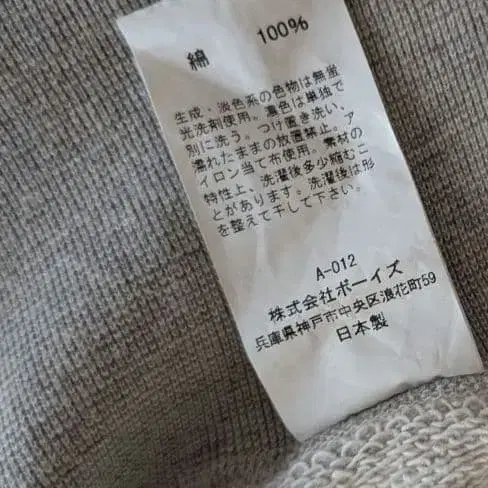 綿 100%
生成・淡色系の色物は無蛍
光洗剤使用。濃色は単独で
別に洗う。つけ置き洗い、
濡れたままの放置禁止。ア
イロン当て布使用。素材の
特性上、洗濯後多少縮むこ
とがあります。洗濯後は形
を整えて干して下さい。
A-012
株式会社ボーイズ
兵庫県神戸市中央区浪花町59
日本製